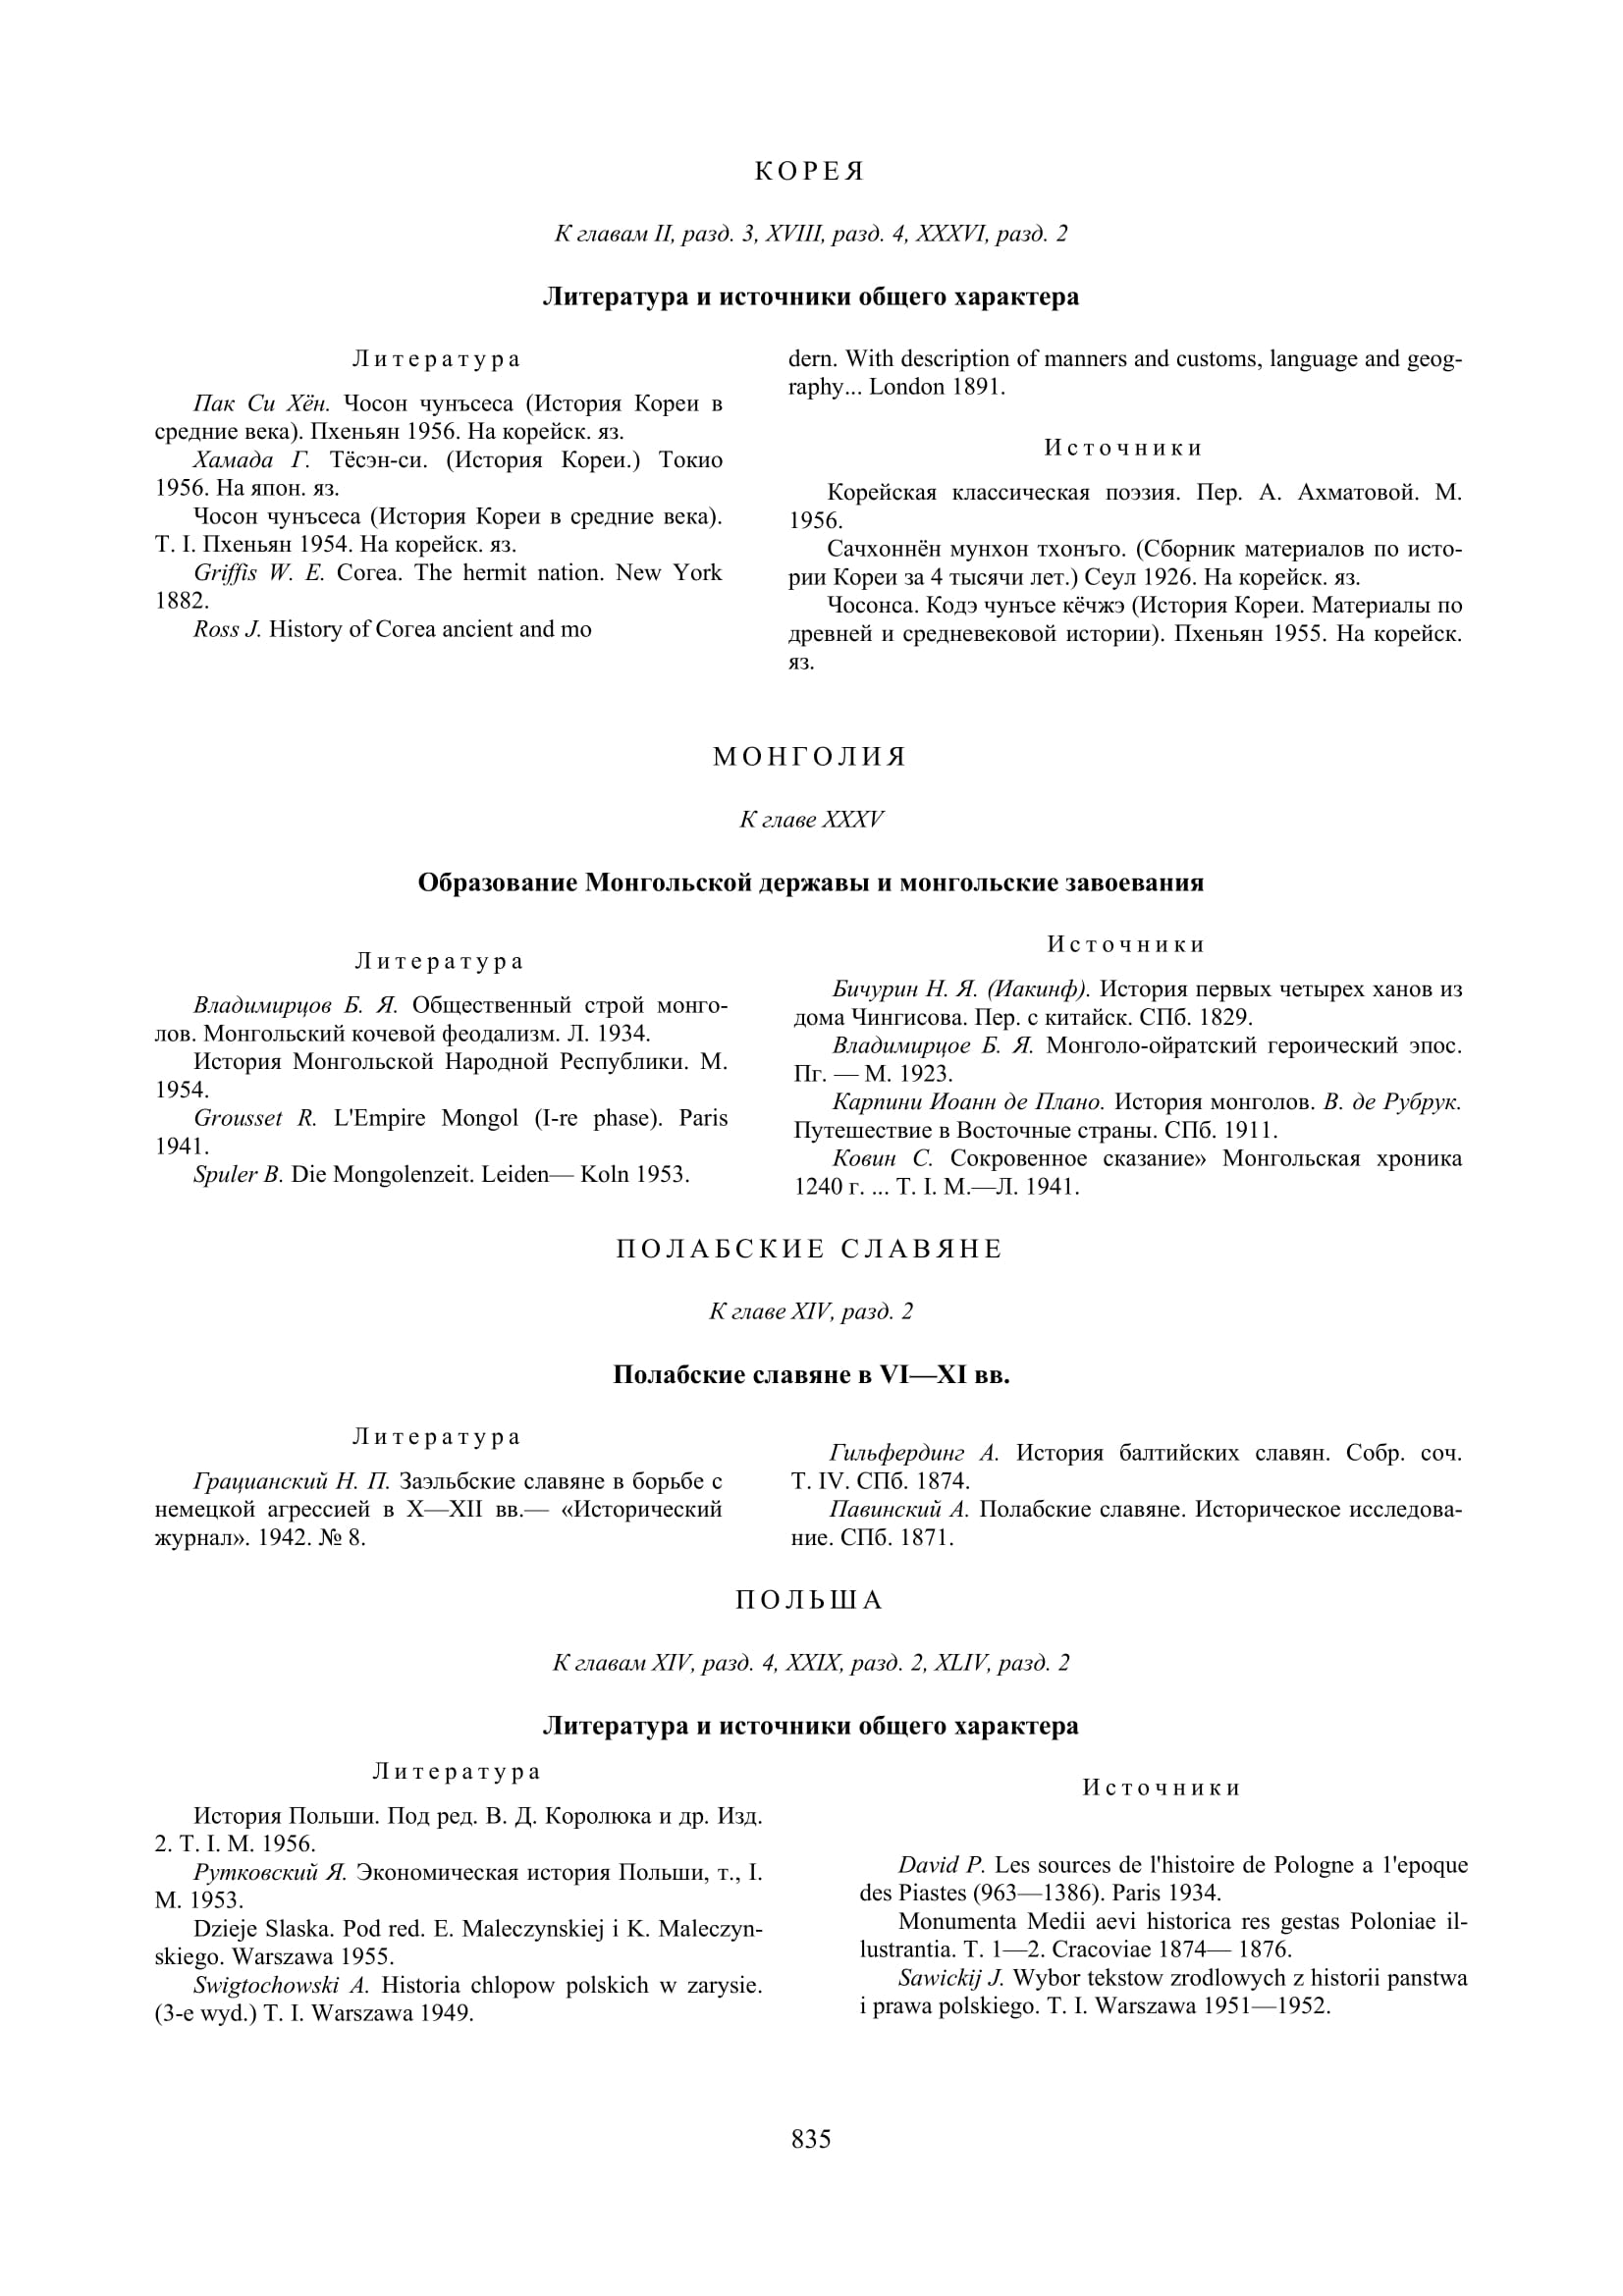 КОРЕЯ
К главам II, разд. 3, XVIII, разд. 4, XXXVI, разд. 2
Литература и источники общего характера
Литература
Пак Си Хён. Чосон чунъсеса (История Кореи в
средние века). Пхеньян 1956. На корейск. яз.
Хамада Г. Тёсэн-си. (История Кореи.) Токио
1956. На япон. яз.
Чосон чунъсеса (История Кореи в средние века).
Т. I. Пхеньян 1954. На корейск. яз.
Griffis W. E. Corea. The hermit nation. New York
1882.
Ross J. History of Corea ancient and mo
dern. With description of manners and customs, language and geog-
raphy... London 1891.
Источники
Корейская классическая поэзия. Пер. А. Ахматовой. М.
1956.
Сачхоннён мунхон тхонъго. (Сборник материалов по исто-
рии Кореи за 4 тысячи лет.) Сеул 1926. На корейск. яз.
Чосонса. Кодэ чунъсе кёчжэ (История Кореи. Материалы по
древней и средневековой истории). Пхеньян 1955. На корейск.
яз.
МОНГОЛИЯ
К главе XXXV
Образование Монгольской державы и монгольские завоевания
Литература
Владимирцов Б. Я. Общественный строй монго-
лов. Монгольский кочевой феодализм. Л. 1934.
История Монгольской Народной Республики. М.
1954.
Grousset R. L'Empire Mongol (I-re phase). Paris
1941.
Spuler B. Die Mongolenzeit. Leiden— Koln 1953.
Источники
Бичурин Н. Я. (Иакинф). История первых четырех ханов из
дома Чингисова. Пер. с китайск. СПб. 1829.
Владимирцое Б. Я. Монголо-ойратский героический эпос.
Пг. — М. 1923.
Карпини Иоанн де Плано. История монголов. В. де Рубрук.
Путешествие в Восточные страны. СПб. 1911.
Ковин С. Сокровенное сказание» Монгольская хроника
1240 г. ... Т. I. М.—Л. 1941.
ПОЛАБСКИЕ СЛАВЯНЕ
К главе XIV, разд. 2
Полабские славяне в VI—XI вв.
Литература
Грацианский Н. П. Заэльбские славяне в борьбе с
немецкой агрессией в X—XII вв.— «Исторический
журнал». 1942. № 8.
Гильфердинг А. История балтийских славян. Собр. соч.
Т. IV. СПб. 1874.
Павинский А. Полабские славяне. Историческое исследова-
ние. СПб. 1871.
ПОЛЬША
К главам XIV, разд. 4, XXIX, разд. 2, XLIV, разд. 2
Литература и источники общего характера
Литература
История Польши. Под ред. В. Д. Королюка и др. Изд.
2. Т. I. М. 1956.
Рутковский Я. Экономическая история Польши, т., I.
М. 1953.
Dzieje Slaska. Pod red. E. Maleczynskiej i K. Maleczyn-
skiego. Warszawa 1955.
Swigtochowski A. Historia chlopow polskich w zarysie.
(3-e wyd.) T. I. Warszawa 1949.
Источники
David P. Les sources de l'histoire de Pologne a 1'epoque
des Piastes (963—1386). Paris 1934.
Monumenta Medii aevi historica res gestas Poloniae il-
lustrantia. T. 1—2. Cracoviae 1874— 1876.
Sawickij J. Wybor tekstow zrodlowych z historii panstwa
i prawa polskiego. T. I. Warszawa 1951—1952.
835